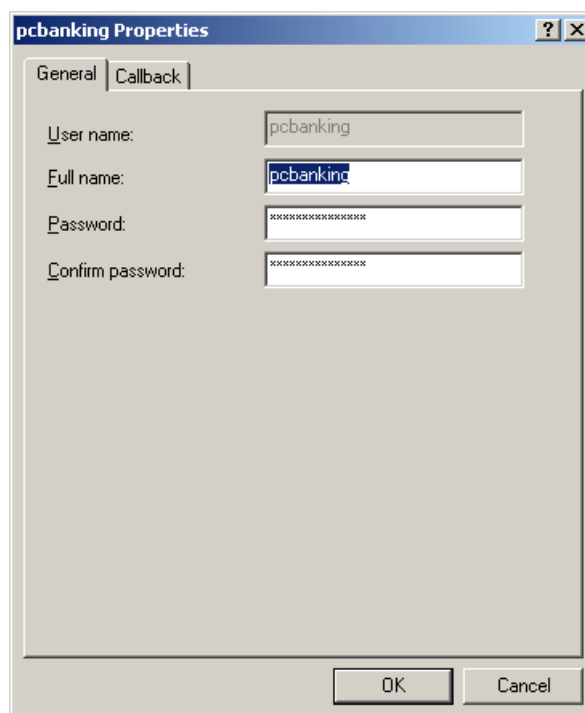 pcbanking Properties
General Callback
User name: pcbanking
Full name: pcbanking
Password: ***************
Confirm password: ***************
OK Cancel